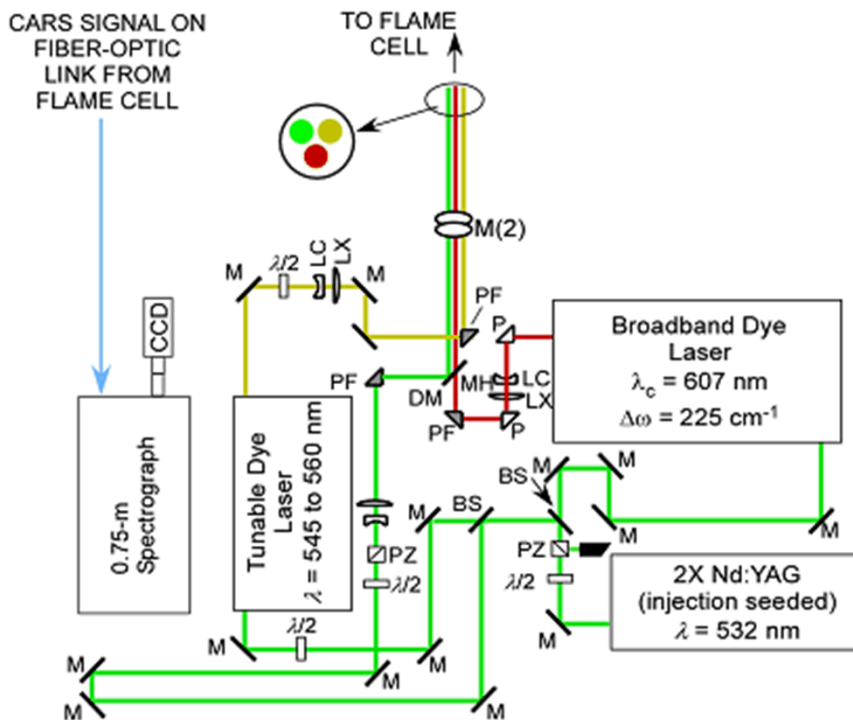 CARS SIGNAL ON
FIBER-OPTIC
LINK FROM
FLAME CELL
TO FLAME
CELL
M(2)
M
λ/2
LC
LX
M
PF
P
Broadband Dye
Laser
λc = 607 nm
Δω = 225 cm-1
CCD
PF
DM
MH
LC
LX
PF
P
0.75-m
Spectrograph
Tunable Dye
Laser
λ = 545 to 560 nm
M
BS
BS
M
M
M
M
PZ
λ/2
PZ
λ/2
2X Nd:YAG
(injection seeded)
λ = 532 nm
M
M
λ/2
M
M
M
M
BS